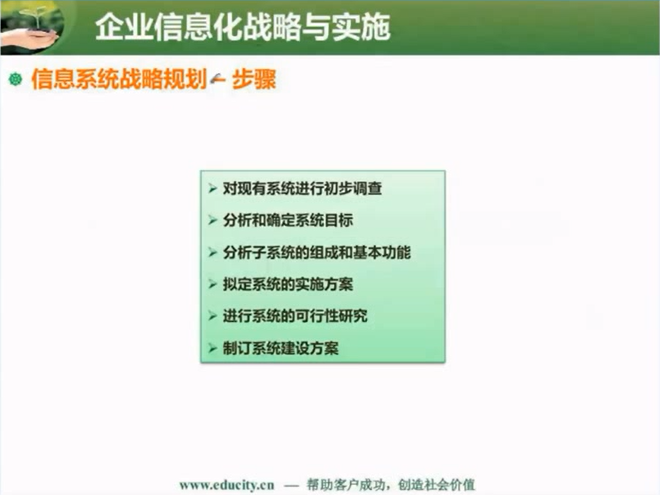 企业信息化战略与实施
信息系统战略规划 – 步骤
对现有系统进行初步调查
分析和确定系统目标
分析子系统的组成和基本功能
拟定系统的实施方案
进行系统的可行性研究
制订系统建设方案
www.educity.cn — 帮助客户成功，创造社会价值